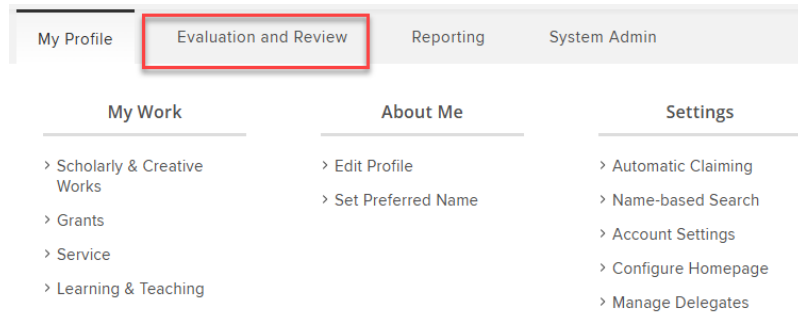 My Profile Evaluation and Review Reporting System Admin
My Work
> Scholarly & Creative
Works
> Grants
> Service
> Learning & Teaching
About Me
> Edit Profile
> Set Preferred Name
Settings
> Automatic Claiming
> Name-based Search
> Account Settings
> Configure Homepage
> Manage Delegates